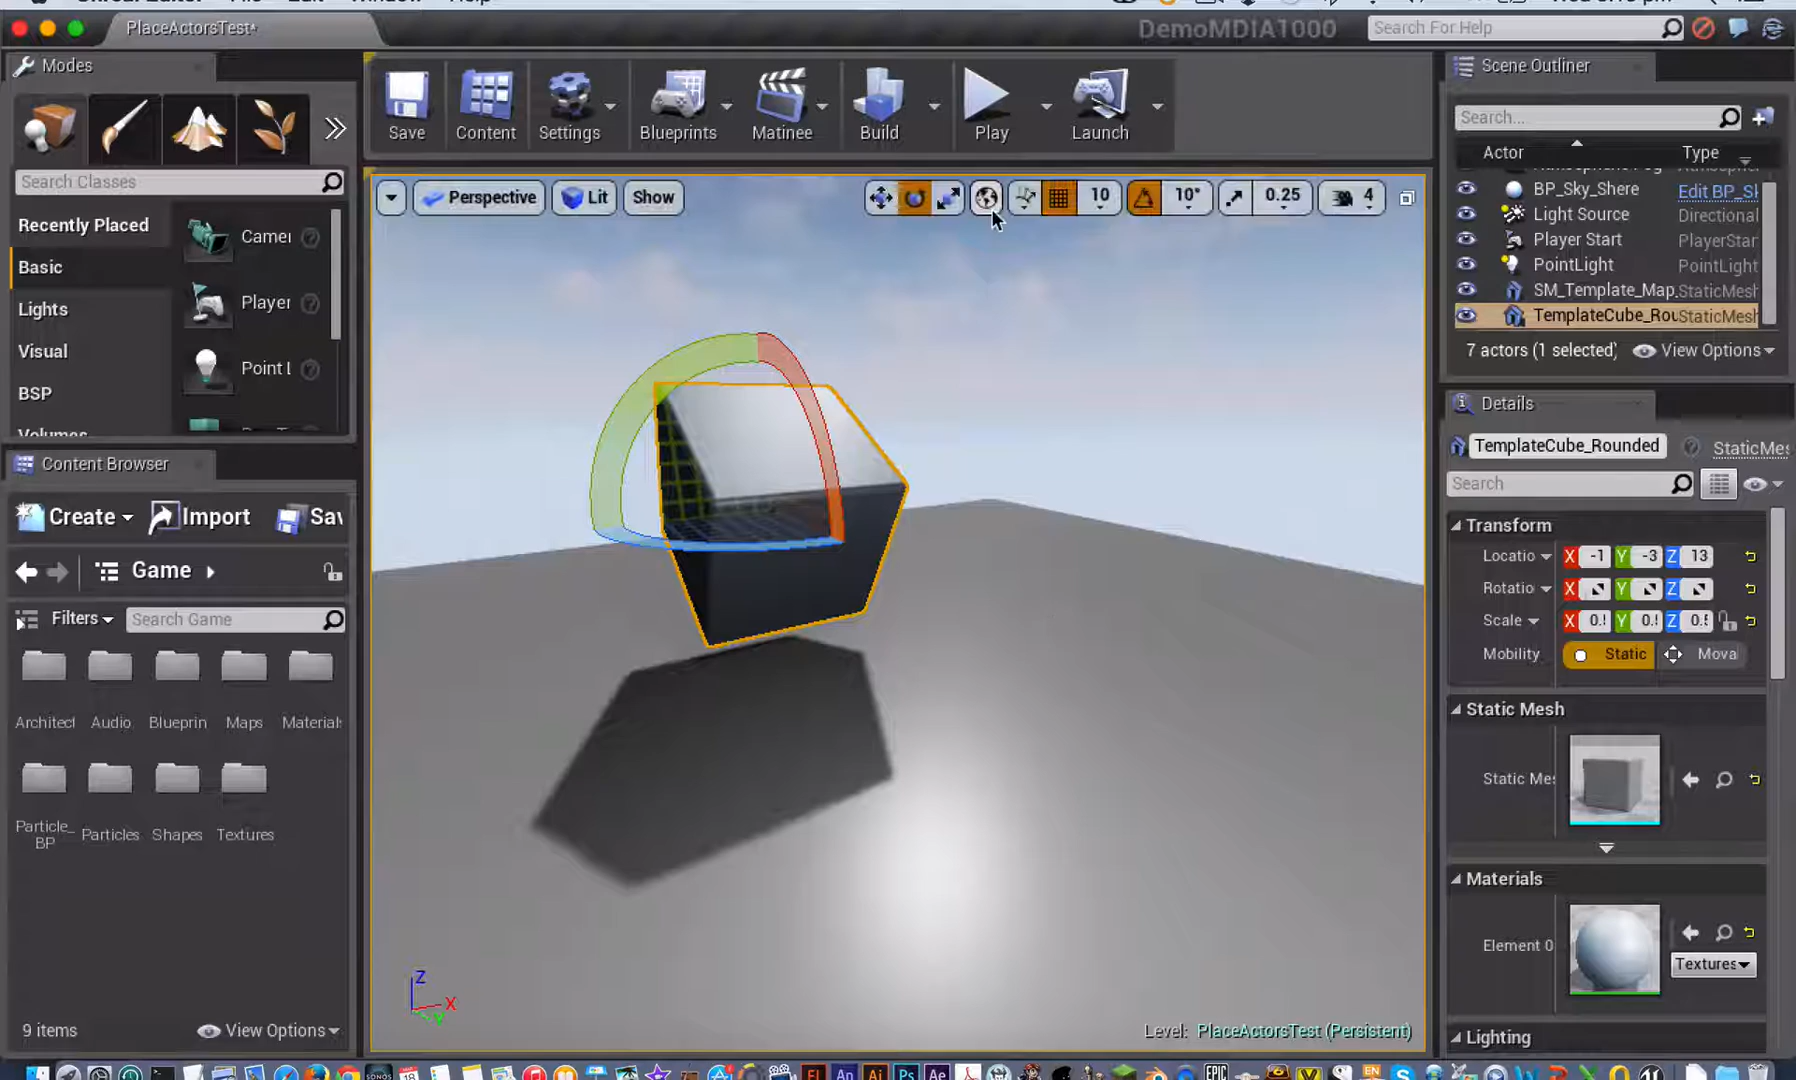 PlaceActorsTest*
DemoMDIA1000
Search For Help
Modes
Search Classes
Recently Placed
Basic
Lights
Visual
BSP
Volumes
Camer
Player
Point L
Save
Content
Settings
Blueprints
Matinee
Build
Play
Launch
Perspective
Lit
Show
10
10°
0.25
4
Scene Outliner
Search...
Actor
Type
BP_Sky_Shere
Edit BP_Sk
Light Source
Directional
Player Start
PlayerStar
PointLight
PointLight
SM_Template_Map_
StaticMesh
TemplateCube_Rou
StaticMesh
7 actors (1 selected)
View Options
Details
TemplateCube_Rounded
StaticMes
Search
Transform
Locatio
X
-1
Y
-3
Z
13
Rotatio
X
Y
Z
Scale
X
0.!
Y
0.!
Z
0.5
Mobility
Static
Moval
Static Mesh
Static Mes
Materials
Element 0
Textures
Lighting
Content Browser
Create
Import
Sav
Game
Filters
Search Game
Architect
Audio
Blueprin
Maps
Materials
Particle_
BP
Particles
Shapes
Textures
9 items
View Options
Z
X
Y
Level: PlaceActorsTest (Persistent)